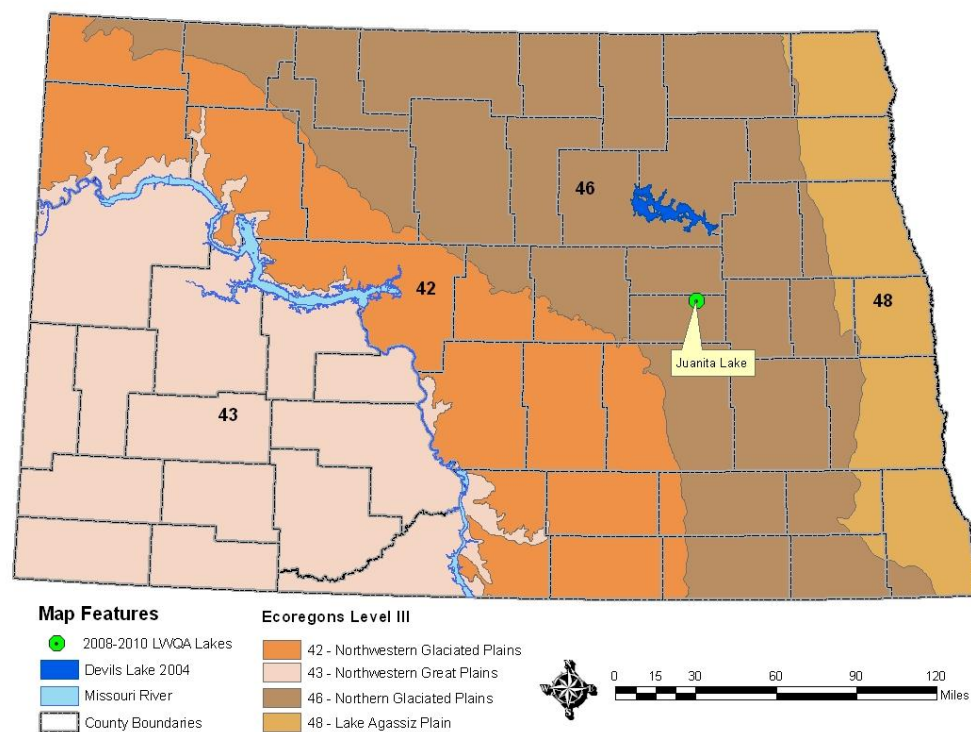 46
42
48
Juanita Lake
43
Map Features
2008-2010 LWQA Lakes
Devils Lake 2004
Missouri River
County Boundaries
Ecoregons Level III
42 - Northwestern Glaciated Plains
43 - Northwestern Great Plains
46 - Northern Glaciated Plains
48 - Lake Agassiz Plain
N
E
S
W
0 15 30 60 90 120
Miles